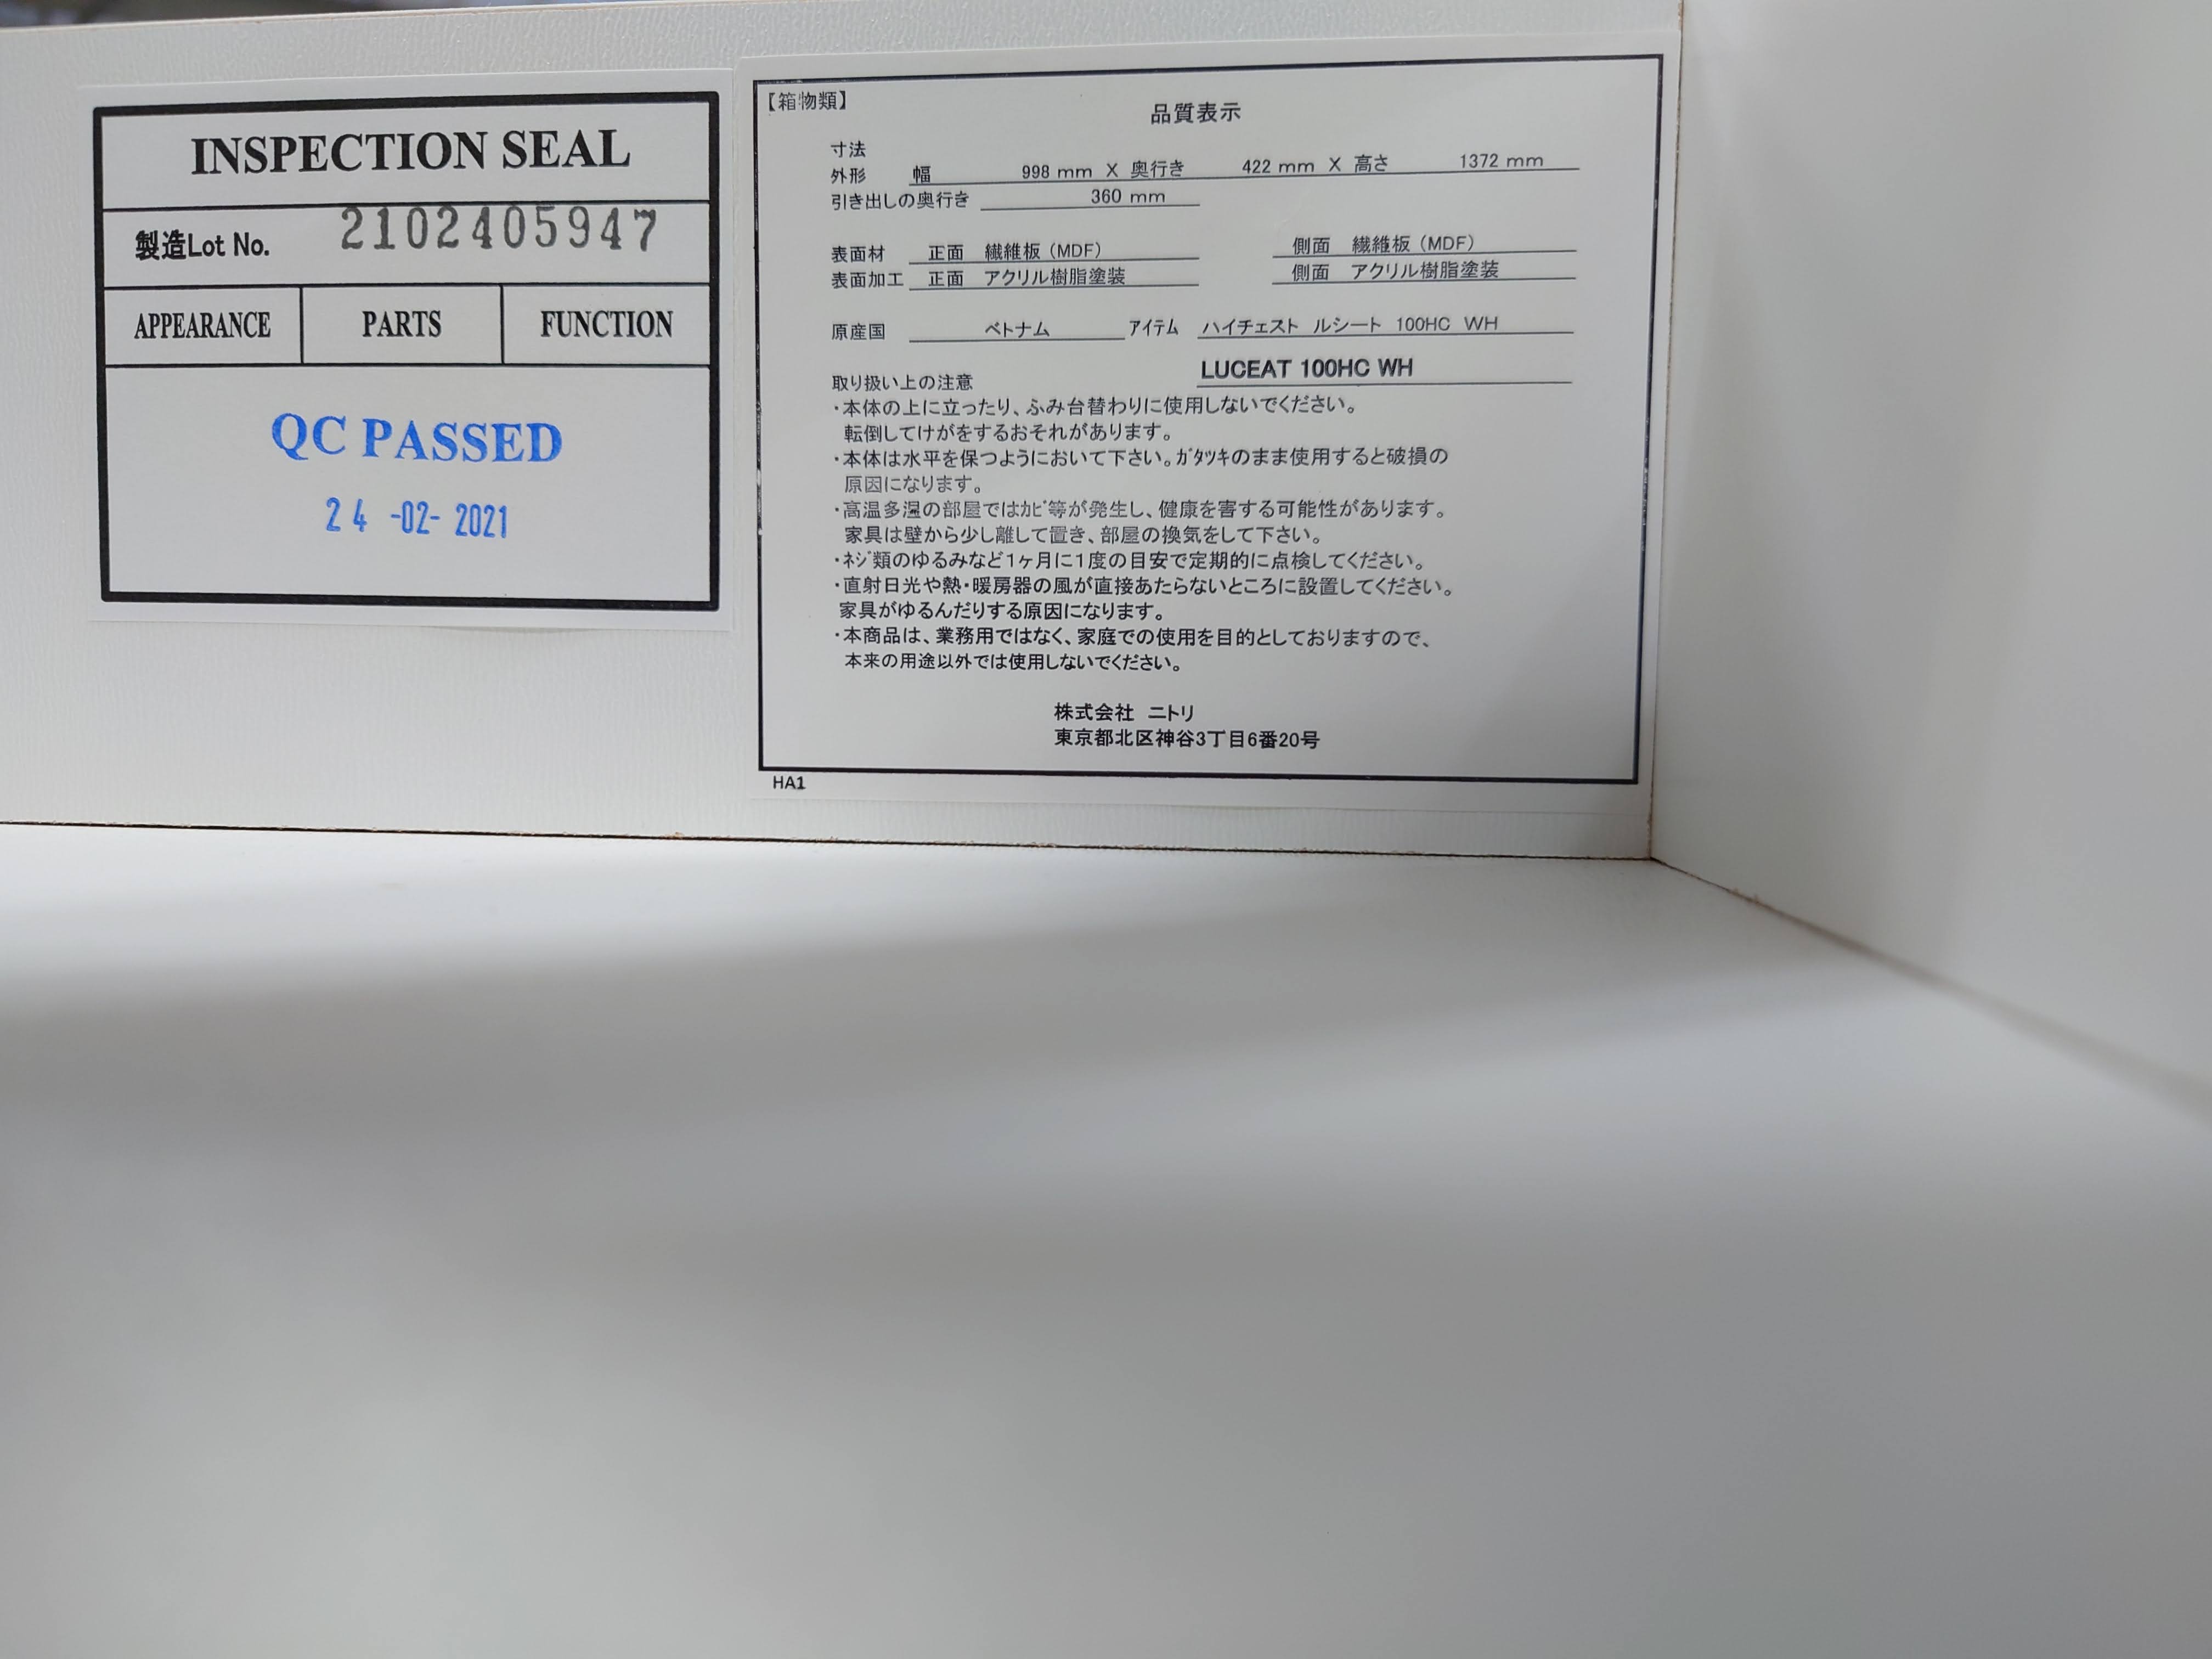 INSPECTION SEAL
製造Lot No. 2102405947
APPEARANCE PARTS FUNCTION
QC PASSED
24 -02- 2021
【箱物類】
品質表示
寸法
外形 幅 998 mm X 奥行き 422 mm X 高さ 1372 mm
引き出しの奥行き 360 mm
表面材 正面 繊維板(MDF) 側面 繊維板(MDF)
表面加工 正面 アクリル樹脂塗装 側面 アクリル樹脂塗装
原産国 ベトナム アイテム ハイチェスト ルシート 100HC WH
LUCEAT 100HC WH
取り扱い上の注意
・本体の上に立ったり、ふみ台替わりに使用しないでください。
転倒してけがをするおそれがあります。
・本体は水平を保つようにおいて下さい。ｶﾞﾀﾂｷのまま使用すると破損の
原因になります。
・高温多湿の部屋ではｶﾋﾞ等が発生し、健康を害する可能性があります。
家具は壁から少し離して置き、部屋の換気をして下さい。
・ﾈｼﾞ類のゆるみなど1ヶ月に1度の目安で定期的に点検してください。
・直射日光や熱・暖房器の風が直接あたらないところに設置してください。
家具がゆるんだりする原因になります。
・本商品は、業務用ではなく、家庭での使用を目的としておりますので、
本来の用途以外では使用しないでください。
株式会社 ニトリ
東京都北区神谷3丁目6番20号
HA1